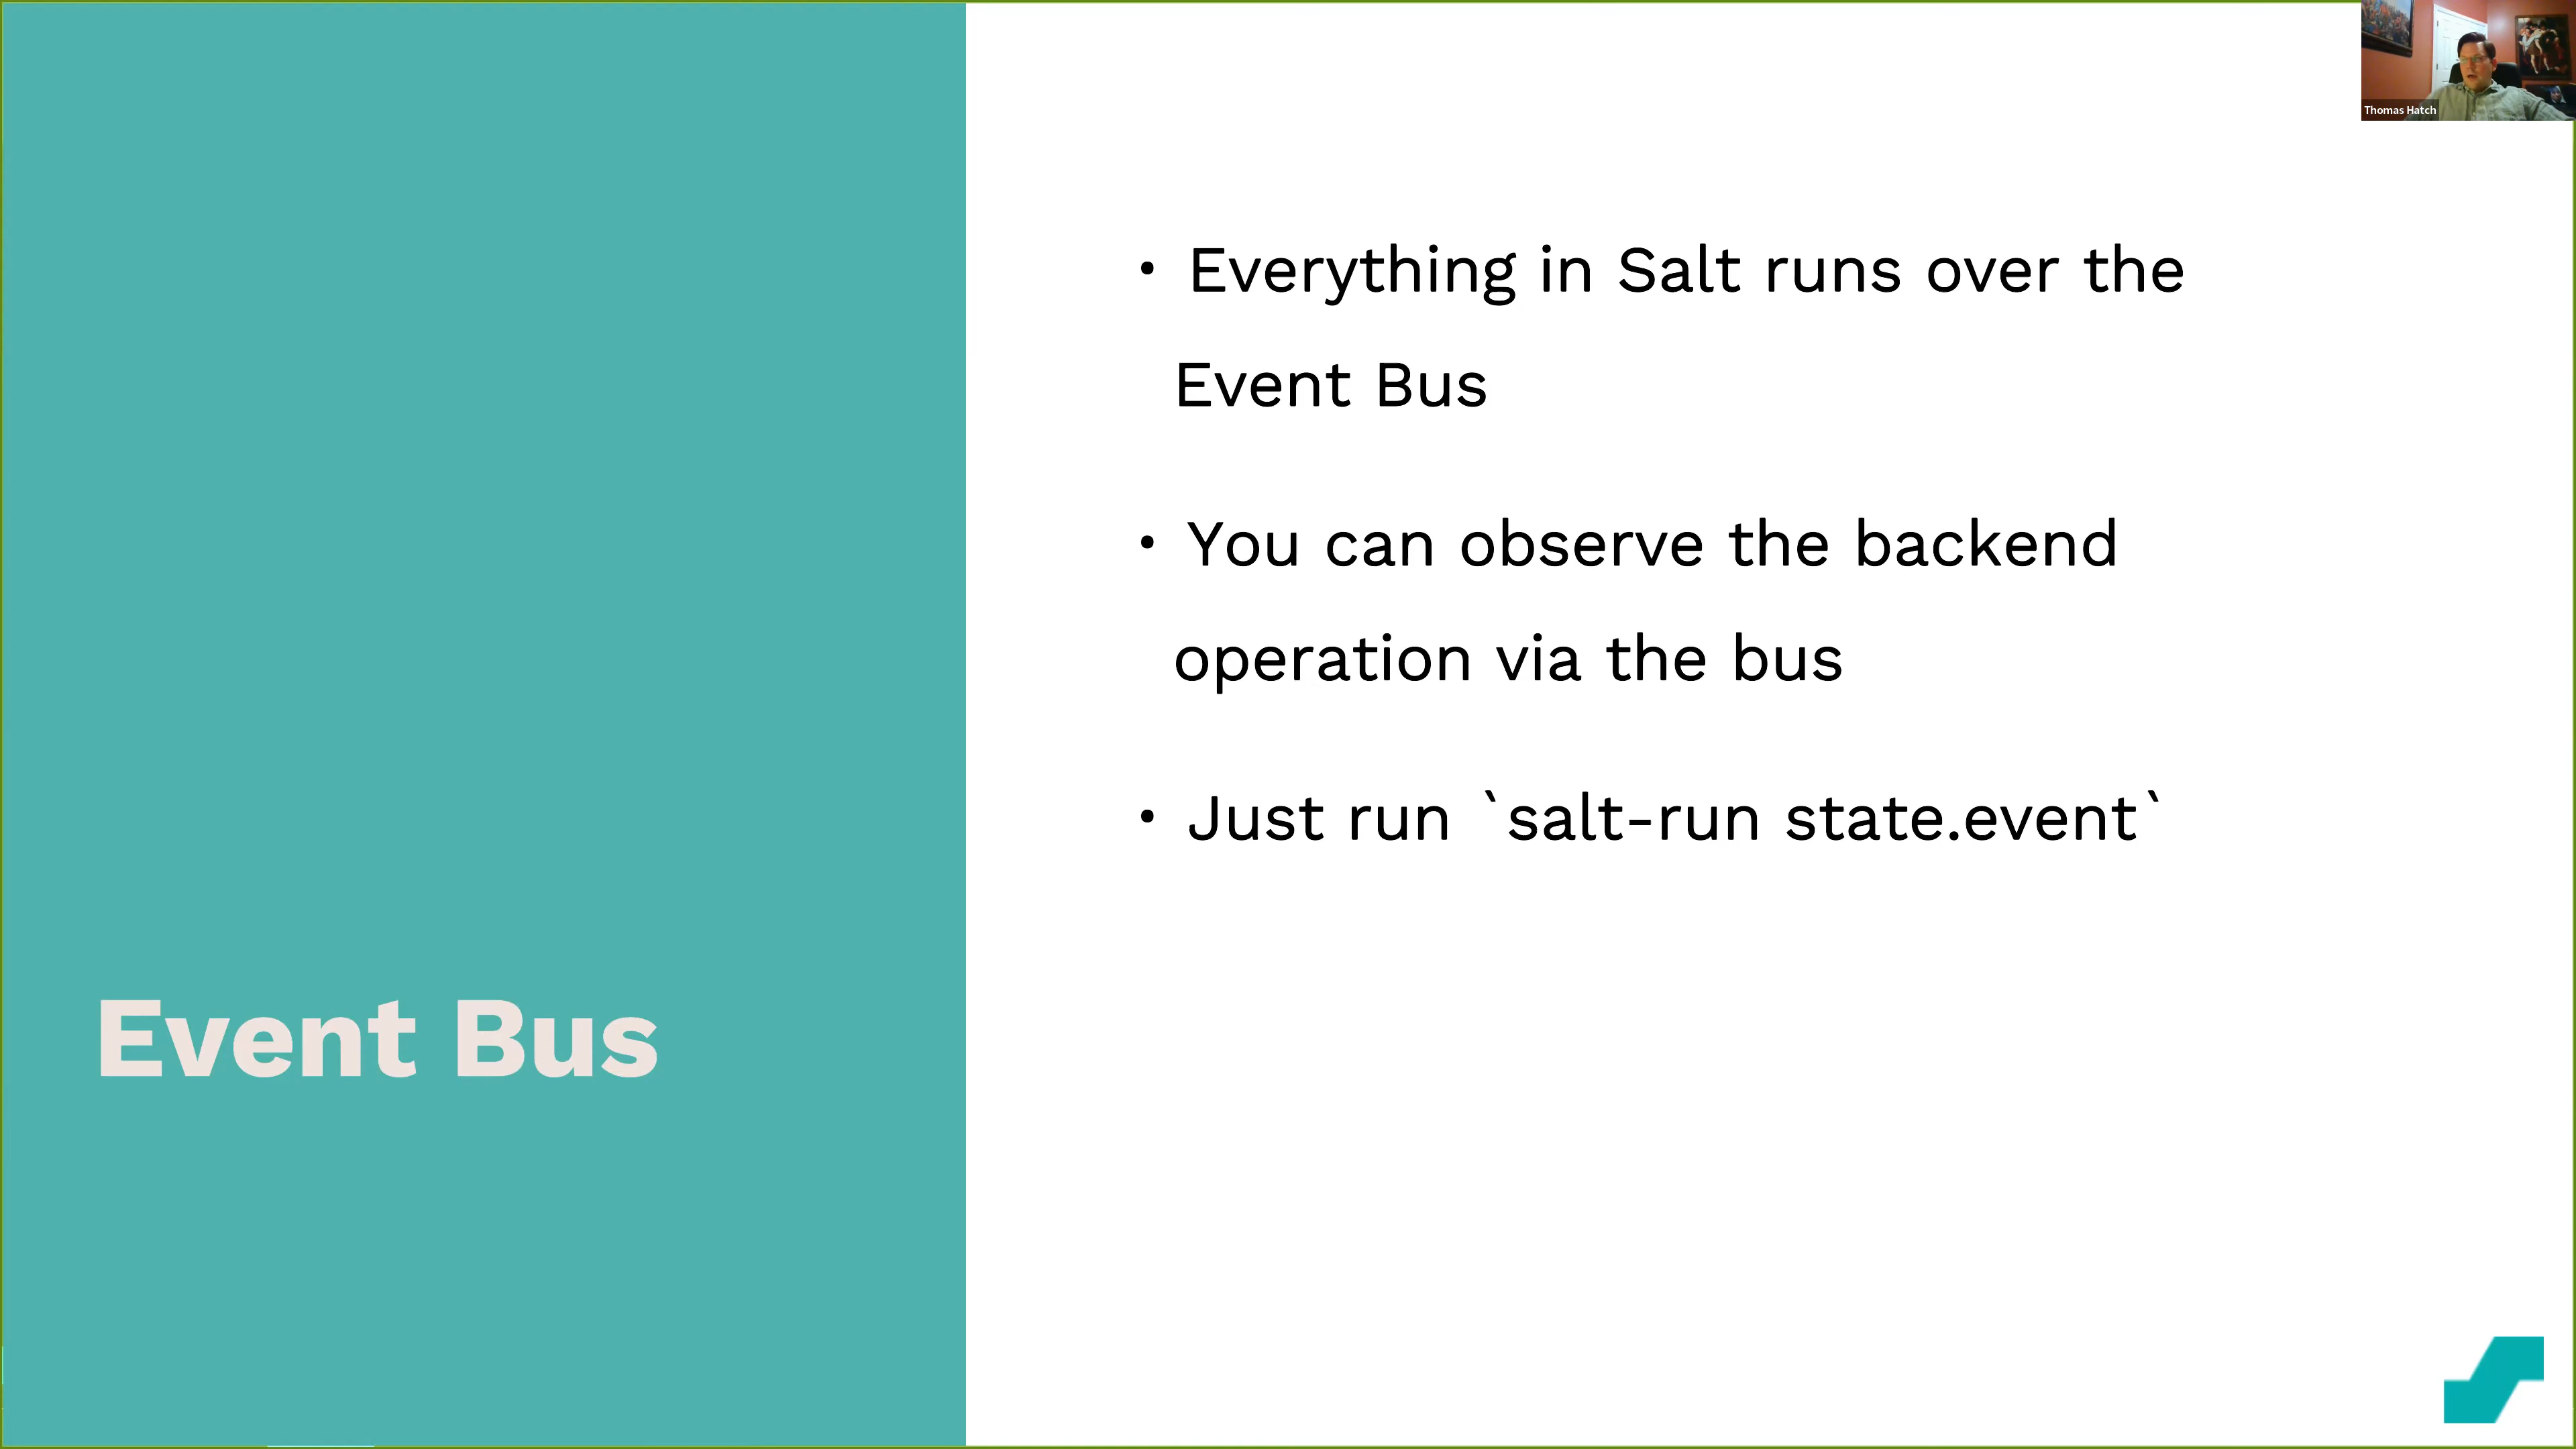 Thomas Hatch
• Everything in Salt runs over the
Event Bus
• You can observe the backend
operation via the bus
• Just run `salt-run state.event`
Event Bus